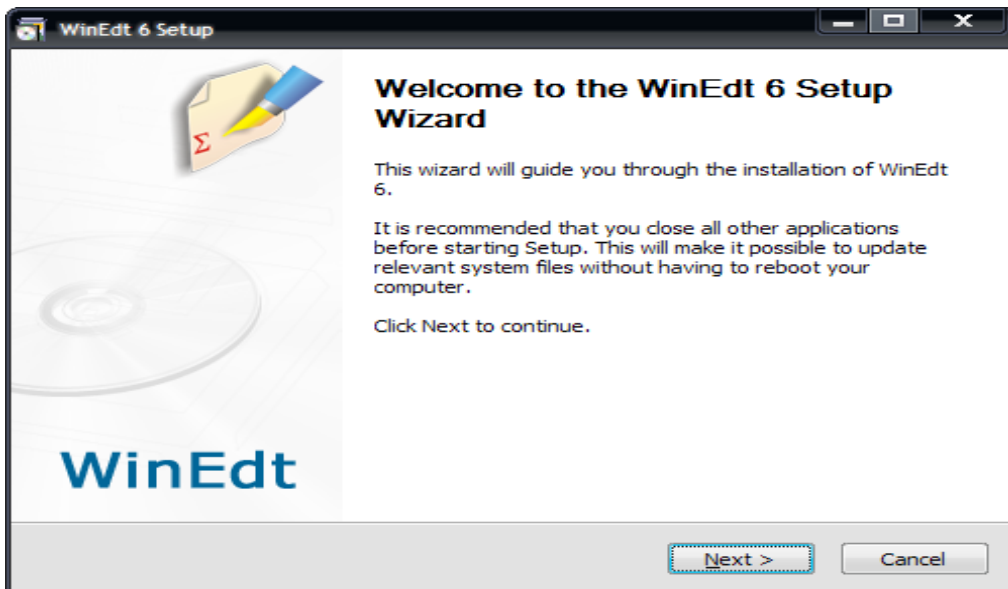 WinEdt 6 Setup
Σ
Welcome to the WinEdt 6 Setup
Wizard
This wizard will guide you through the installation of WinEdt
6.
It is recommended that you close all other applications
before starting Setup. This will make it possible to update
relevant system files without having to reboot your
computer.
Click Next to continue.
WinEdt
Next >
Cancel